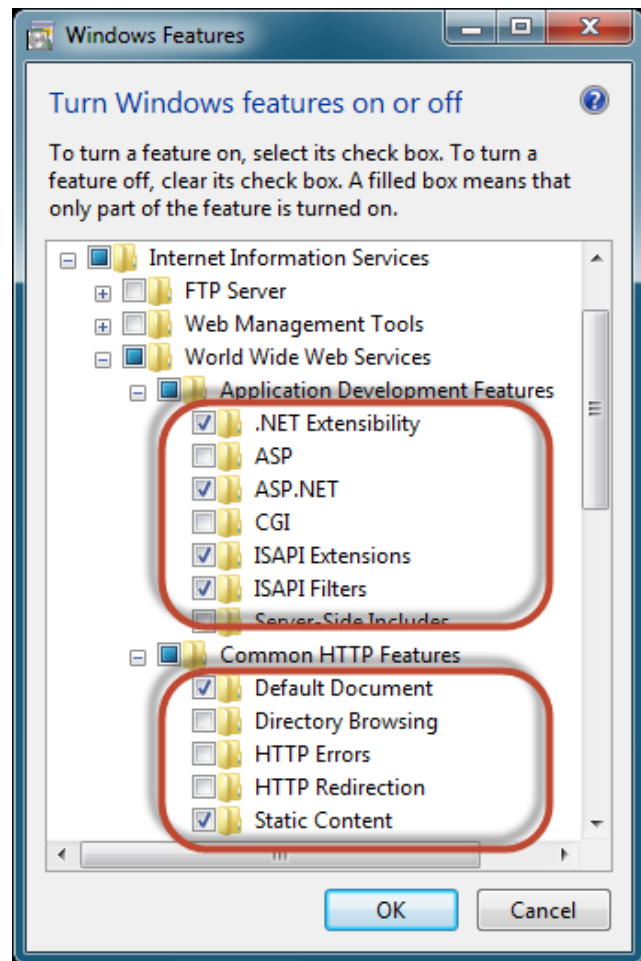 Windows Features
Turn Windows features on or off
To turn a feature on, select its check box. To turn a
feature off, clear its check box. A filled box means that
only part of the feature is turned on.
Internet Information Services
FTP Server
Web Management Tools
World Wide Web Services
Application Development Features
.NET Extensibility
ASP
ASP.NET
CGI
ISAPI Extensions
ISAPI Filters
Server-Side Includes
Common HTTP Features
Default Document
Directory Browsing
HTTP Errors
HTTP Redirection
Static Content
OK Cancel